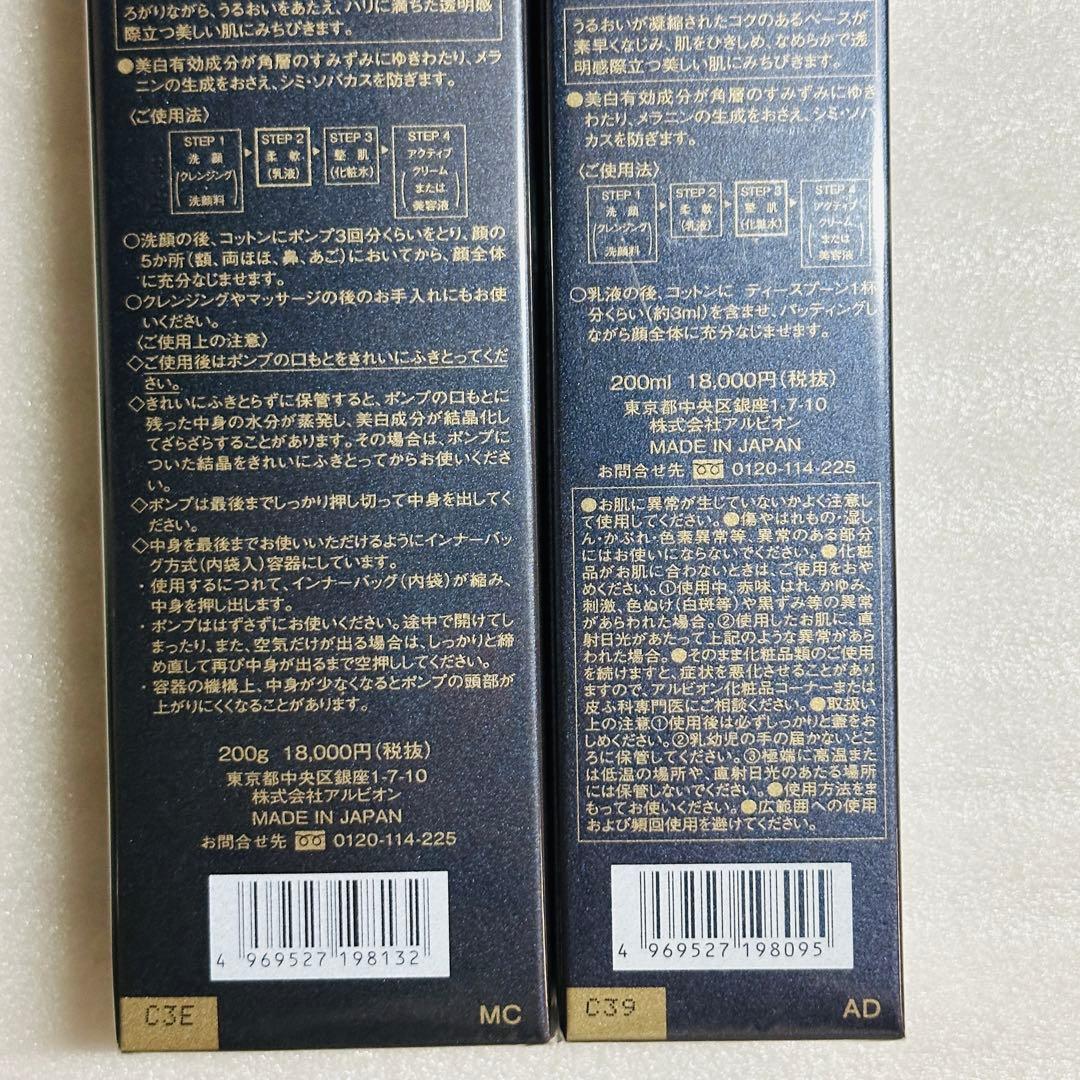 ろがりながら、うるおいをあたえ、ハリに満ちた透明感
際立つ美しい肌にみちびきます。
●美白有効成分が角層のすみずみにゆきわたり、メラ
ニンの生成をおさえ、シミ・ソバカスを防ぎます。
〈ご使用法〉
STEP 1
洗顔
(クレンジング
洗顔料)
STEP 2
柔軟
(乳液)
STEP 3
整肌
(化粧水)
STEP 4
アクティブ
(クリーム
または
美容液)
○洗顔の後、コットンにポンプ3回分くらいをとり、顔の
5か所(額、両ほほ、鼻、あご)においてから、顔全体
に充分なじませます。
○クレンジングやマッサージの後のお手入れにもお使
いください。
〈ご使用上の注意〉
◇ご使用後はポンプの口もとをきれいにふきとってくだ
さい。
◇きれいにふきとらずに保管すると、ポンプの口もとに
残った中身の水分が蒸発し、美白成分が結晶化し
てざらざらすることがあります。その場合は、ポンプに
ついた結晶をきれいにふきとってからお使いくださ
い。
◇ポンプは最後までしっかり押し切って中身を出してく
ださい。
◇中身を最後までお使いいただけるようにインナーバッ
グ方式(内袋入)容器にしています。
・使用するにつれて、インナーバッグ(内袋)が縮み、
中身を押し出します。
・ポンプははずさずにお使いください。途中で開けてし
まったり、また、空気だけが出る場合は、しっかりと締
め直して再び中身が出るまで空押ししてください。
・容器の機構上、中身が少なくなるとポンプの頭部が
上がりにくくなることがあります。
200g 18,000円(税抜)
東京都中央区銀座1-7-10
株式会社アルビオン
MADE IN JAPAN
お問合せ先 0120-114-225
4 969527 198132
C3E
MC
うるおいが凝縮されたコクのあるベースが
素早くなじみ、肌をひきしめ、なめらかで透
明感際立つ美しい肌にみちびきます。
●美白有効成分が角層のすみずみにゆき
わたり、メラニンの生成をおさえ、シミ・ソバ
カスを防ぎます。
〈ご使用法〉
STEP 1
洗顔
(クレンジング
洗顔料)
STEP 2
柔軟
(乳液)
STEP 3
整肌
(化粧水)
STEP 4
アクティブ
(クリーム
または
美容液)
○乳液の後、コットンに ティースプーン1杯
分くらい(約3ml)を含ませ、パッティングし
ながら顔全体に充分なじませます。
200ml 18,000円(税抜)
東京都中央区銀座1-7-10
株式会社アルビオン
MADE IN JAPAN
お問合せ先 0120-114-225
●お肌に異常が生じていないかよく注意し
て使用してください。●傷やはれもの・湿し
ん・かぶれ・色素異常等、異常のある部分
にはお使いにならないでください。●化粧
品がお肌に合わないときは、ご使用をおや
めください。①使用中、赤味、はれ、かゆみ、
刺激、色ぬけ(白斑等)や黒ずみ等の異常
があらわれた場合。②使用したお肌に、直
射日光があたって上記のような異常があら
われた場合。●そのまま化粧品類のご使用
を続けますと、症状を悪化させることがあり
ますので、アルビオン化粧品コーナーまたは
皮ふ科専門医にご相談ください。●取扱い
上の注意①使用後は必ずしっかりと蓋をお
しめください。②乳幼児の手の届かないとこ
ろに保管してください。③極端に高温また
は低温の場所や、直射日光のあたる場所
には保管しないでください。●使用方法をま
もってお使いください。●広範囲への使用
および頻回使用を避けてください。
4 969527 198095
C39
AD